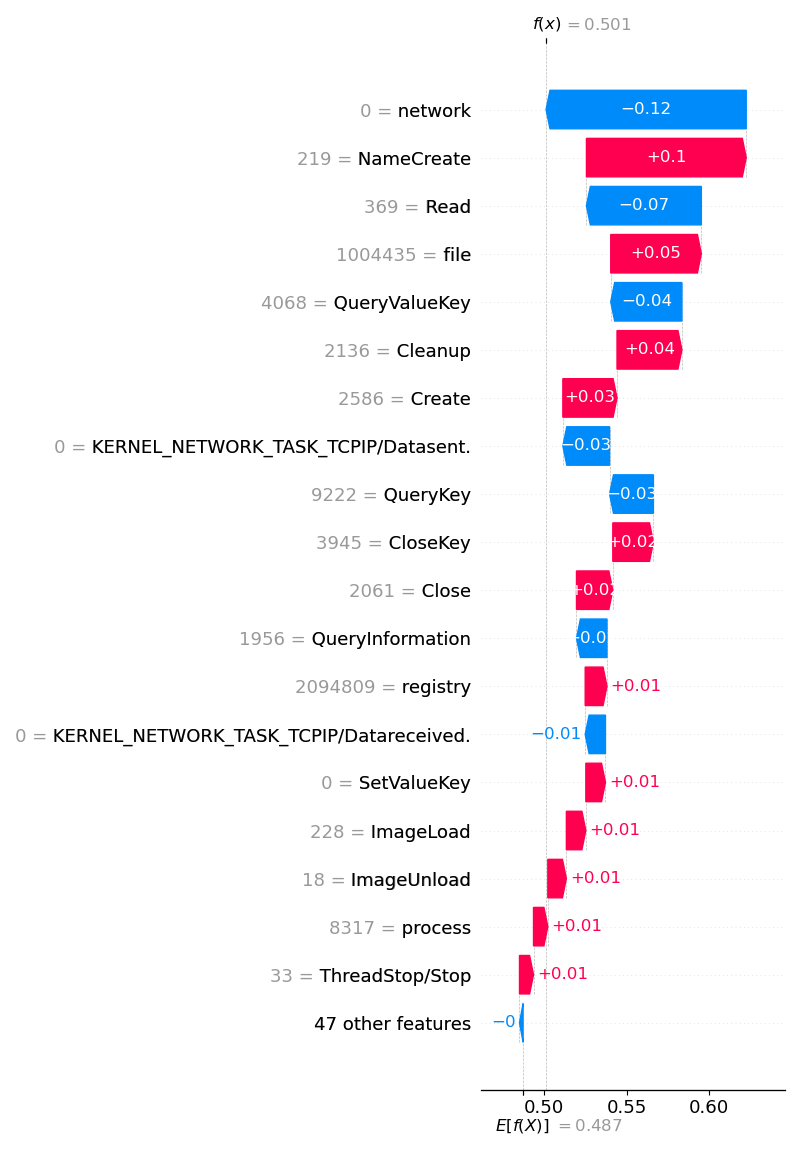 f(x) = 0.501
0 = network −0.12
219 = NameCreate +0.1
369 = Read −0.07
1004435 = file +0.05
4068 = QueryValueKey −0.04
2136 = Cleanup +0.04
2586 = Create +0.03
0 = KERNEL_NETWORK_TASK_TCPIP/Datasent. −0.03
9222 = QueryKey −0.03
3945 = CloseKey +0.02
2061 = Close +0.02
1956 = QueryInformation
2094809 = registry +0.01
0 = KERNEL_NETWORK_TASK_TCPIP/Datareceived. −0.01
0 = SetValueKey +0.01
228 = ImageLoad +0.01
18 = ImageUnload +0.01
8317 = process +0.01
33 = ThreadStop/Stop +0.01
47 other features −0
0.50 0.55 0.60
E[f(X)] = 0.487